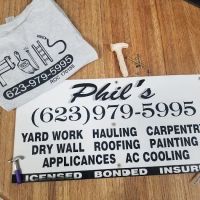 PHIL'S
623-979-5995
Phil's
(623)979-5995
YARD WORK HAULING CARPENTRY
DRY WALL ROOFING PAINTING
APPLICANCES AC COOLING
LICENSED BONDED INSURED